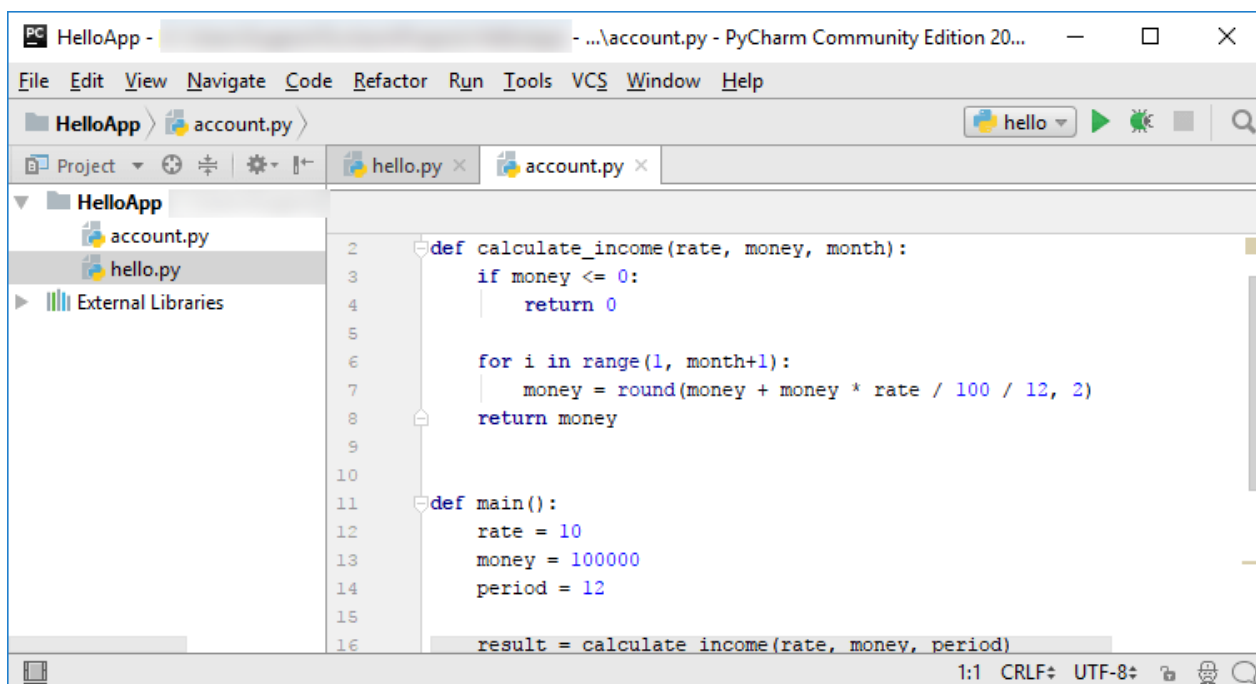 HelloApp - - ...\account.py - PyCharm Community Edition 20...
File Edit View Navigate Code Refactor Run Tools VCS Window Help
HelloApp account.py hello
Project hello.py account.py
HelloApp
account.py
hello.py
External Libraries
2 def calculate_income(rate, money, month):
3 if money <= 0:
4 return 0
5
6 for i in range(1, month+1):
7 money = round(money + money * rate / 100 / 12, 2)
8 return money
9
10
11 def main():
12 rate = 10
13 money = 100000
14 period = 12
15
16 result = calculate_income(rate, money, period)
1:1 CRLF UTF-8